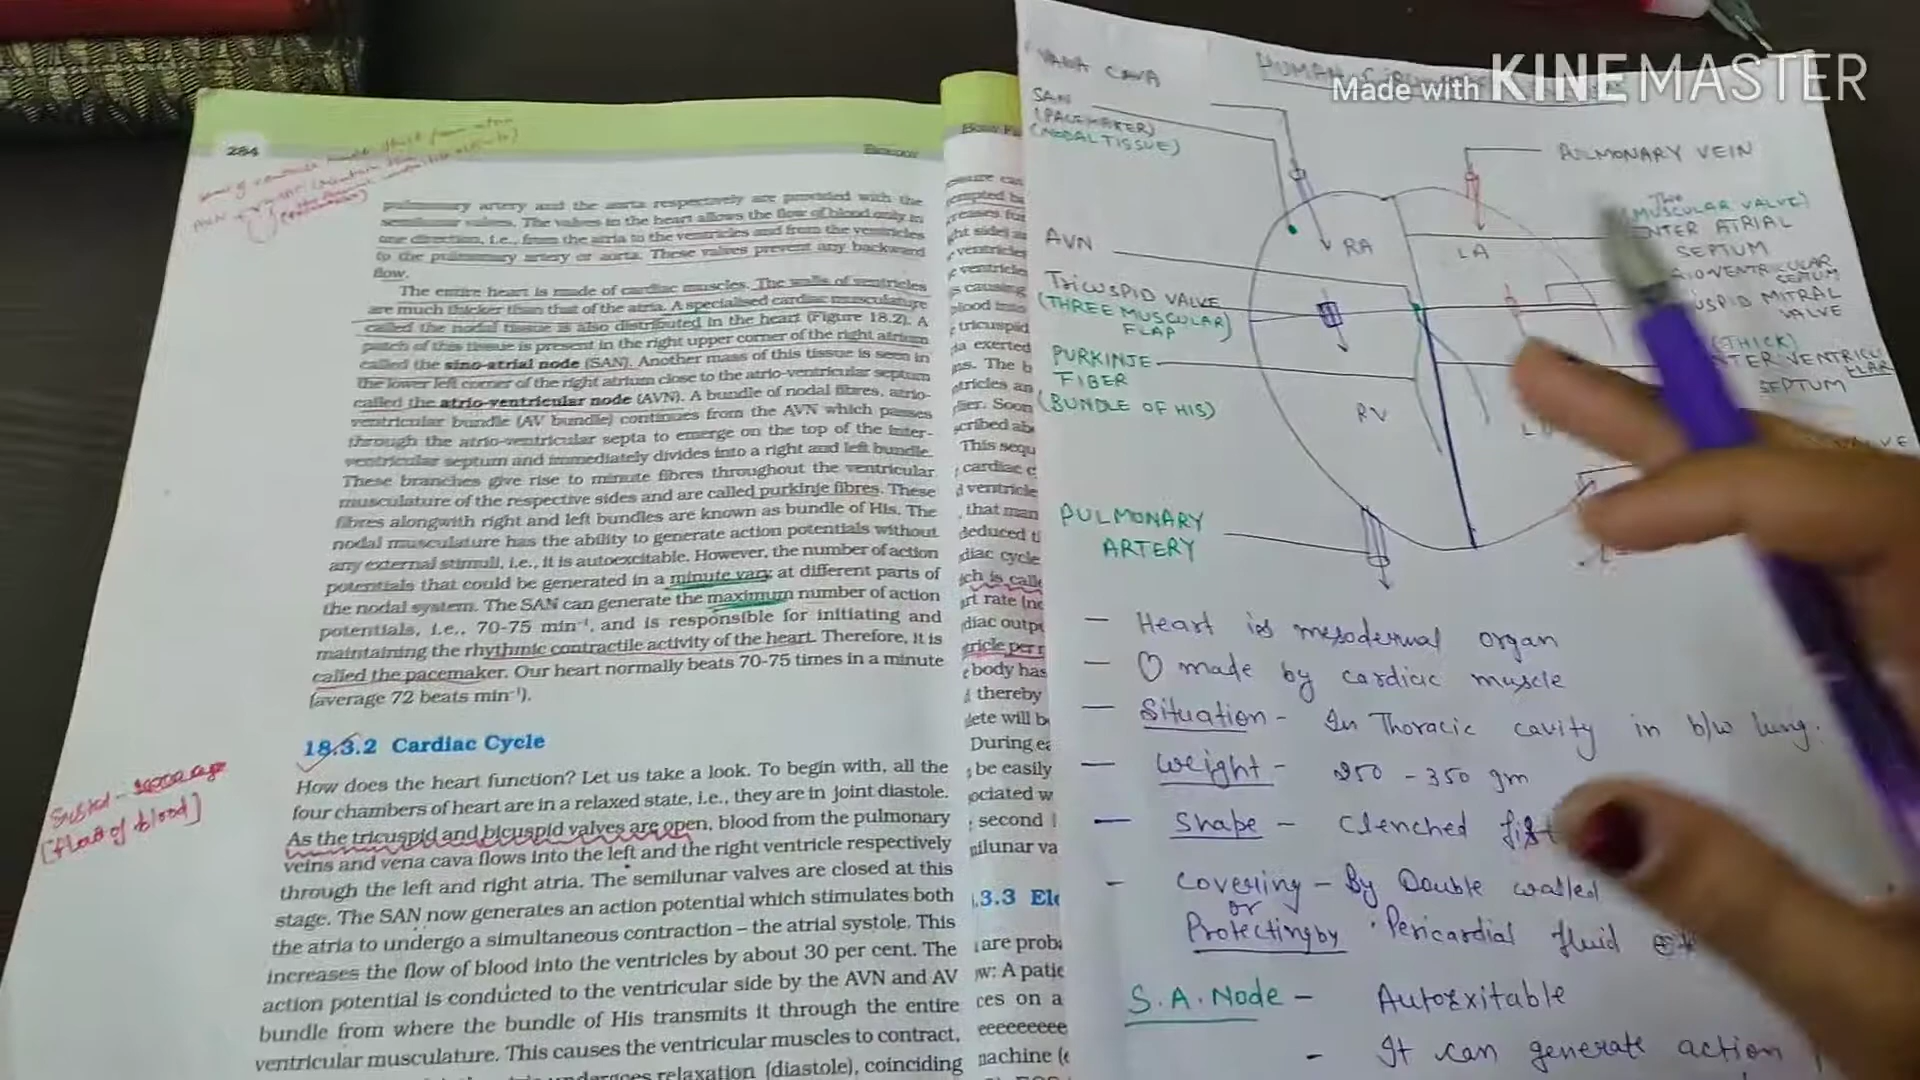 Made with KINEMASTER
284
BIOLOGY
pulmonary artery and the aorta respectively are provided with the
semilunar valves. The valves in the heart allows the flow of blood only in
one direction, i.e., from the atria to the ventricles and from the ventricles
to the pulmonary artery or aorta. These valves prevent any backward
flow.
The entire heart is made of cardiac muscles. The walls of ventricles
are much thicker than that of the atria. A specialised cardiac musculature
called the nodal tissue is also distributed in the heart (Figure 18.2). A
patch of this tissue is present in the right upper corner of the right atrium
called the sino-atrial node (SAN). Another mass of this tissue is seen in
the lower left corner of the right atrium close to the atrio-ventricular septum
called the atrio-ventricular node (AVN). A bundle of nodal fibres, atrio-
ventricular bundle (AV bundle) continues from the AVN which passes
through the atrio-ventricular septa to emerge on the top of the inter-
ventricular septum and immediately divides into a right and left bundle.
These branches give rise to minute fibres throughout the ventricular
musculature of the respective sides and are called purkinje fibres. These
fibres alongwith right and left bundles are known as bundle of His. The
nodal musculature has the ability to generate action potentials without
any external stimuli, i.e., it is autoexcitable. However, the number of action
potentials that could be generated in a minute vary at different parts of
the nodal system. The SAN can generate the maximum number of action
potentials, i.e., 70-75 min⁻¹, and is responsible for initiating and
maintaining the rhythmic contractile activity of the heart. Therefore, it is
called the pacemaker. Our heart normally beats 70-75 times in a minute
(average 72 beats min⁻¹).
18.3.2 Cardiac Cycle
How does the heart function? Let us take a look. To begin with, all the
four chambers of heart are in a relaxed state, i.e., they are in joint diastole.
As the tricuspid and bicuspid valves are open, blood from the pulmonary
veins and vena cava flows into the left and the right ventricle respectively
through the left and right atria. The semilunar valves are closed at this
stage. The SAN now generates an action potential which stimulates both
the atria to undergo a simultaneous contraction – the atrial systole. This
increases the flow of blood into the ventricles by about 30 per cent. The
action potential is conducted to the ventricular side by the AVN and AV
bundle from where the bundle of His transmits it through the entire
ventricular musculature. This causes the ventricular muscles to contract,
relaxation (diastole), coinciding
[flow of blood]
.3.3 Ele
VANA CAVA
SAN
(PACEMAKER)
(NODAL TISSUE)
AVN
TRICUSPID VALVE
(THREE MUSCULAR)
FLAP
PURKINJE
FIBER
(BUNDLE OF HIS)
PULMONARY
ARTERY
HUMAN
PULMONARY VEIN
RA
LA
RV
MUSCULAR VALVE)
ATRIAL
SEPTUM
SEPTUM
MITRAL
VALVE
(THICK)
SEPTUM
— Heart is mesodermal organ
— made by cardiac muscle
— Situation - In Thoracic cavity in b/w lung.
— Weight - 250 - 350 gm
— Shape - Clenched fist
- Covering - By Double walled
or
Protecting by · Pericardial fluid
S.A. Node - Autoexitable
- It can generate action